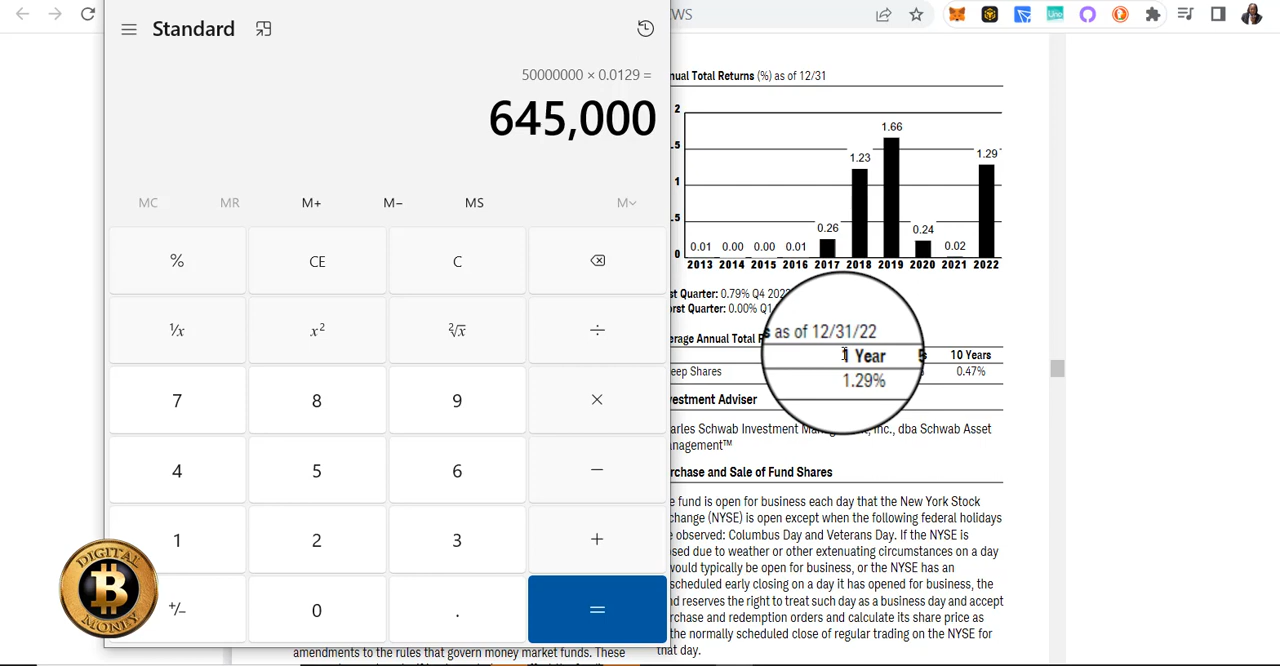 WS
Standard
50000000 × 0.0129 =
645,000
MC MR M+ M− MS M
% CE C
¹/x x² ²√x ÷
7 8 9 ×
4 5 6 −
1 2 3 +
+/− 0 . =
DIGITAL
B
MONEY
nual Total Returns (%) as of 12/31
2
.5
1
.5
0
0.01 0.00 0.00 0.01 0.26 1.23 1.66 0.24 0.02 1.29
2013 2014 2015 2016 2017 2018 2019 2020 2021 2022
st Quarter: 0.79% Q4 202
orst Quarter: 0.00% Q1
erage Annual Total R
s as of 12/31/22
1 Year 5 s 10 Years
eep Shares 1.29% 0.47%
vestment Adviser
arles Schwab Investment Management, Inc., dba Schwab Asset
anagement™
rchase and Sale of Fund Shares
e fund is open for business each day that the New York Stock
change (NYSE) is open except when the following federal holidays
e observed: Columbus Day and Veterans Day. If the NYSE is
osed due to weather or other extenuating circumstances on a day
would typically be open for business, or the NYSE has an
scheduled early closing on a day it has opened for business, the
nd reserves the right to treat such day as a business day and accept
rchase and redemption orders and calculate its share price as
the normally scheduled close of regular trading on the NYSE for
that day.
amendments to the rules that govern money market funds. These